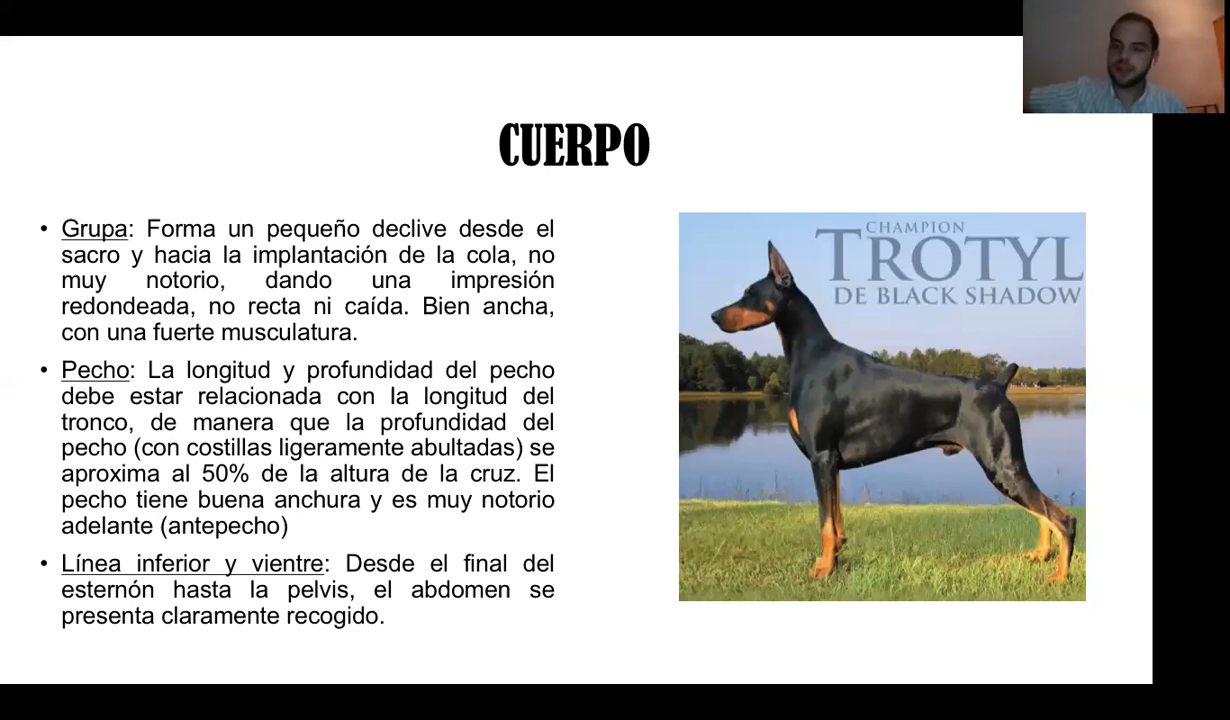 CUERPO
• Grupa: Forma un pequeño declive desde el
sacro y hacia la implantación de la cola, no
muy notorio, dando una impresión
redondeada, no recta ni caída. Bien ancha,
con una fuerte musculatura.
• Pecho: La longitud y profundidad del pecho
debe estar relacionada con la longitud del
tronco, de manera que la profundidad del
pecho (con costillas ligeramente abultadas) se
aproxima al 50% de la altura de la cruz. El
pecho tiene buena anchura y es muy notorio
adelante (antepecho)
• Línea inferior y vientre: Desde el final del
esternón hasta la pelvis, el abdomen se
presenta claramente recogido.
CHAMPION
TROTYL
DE BLACK SHADOW